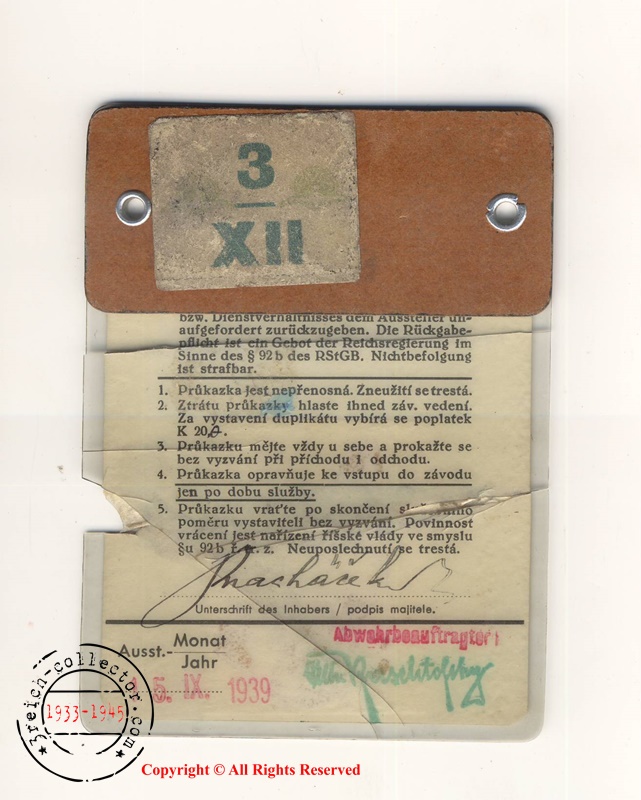 3
XII
bzw. Dienstverhältnisses dem Aussteller un-
aufgefordert zurückzugeben. Die Rückgabe-
pflicht ist ein Gebot der Reichsregierung im
Sinne des § 92 b des RStGB. Nichtbefolgung
ist strafbar.
1. Průkazka jest nepřenosná. Zneužití se trestá.
2. Ztrátu průkazky hlaste ihned záv. vedení.
Za vystavení duplikátu vybírá se poplatek
K 20,-.
3. Průkazku mějte vždy u sebe a prokažte se
bez vyzvání při příchodu i odchodu.
4. Průkazka opravňuje ke vstupu do závodu
jen po dobu služby.
5. Průkazku vraťte po skončení
poměru vystaviteli bez vyzvání. Povinnost
vrácení jest nařízení říšské vlády ve smyslu
§u 92 b ř. tr. z. Neuposlechnutí se trestá.
Unterschrift des Inhabers / podpis majitele.
Ausst.- Monat
Jahr
Abwehrbeauftragter:
5. IX. 1939
3reich-collector.com
1933-1945
Copyright © All Rights Reserved